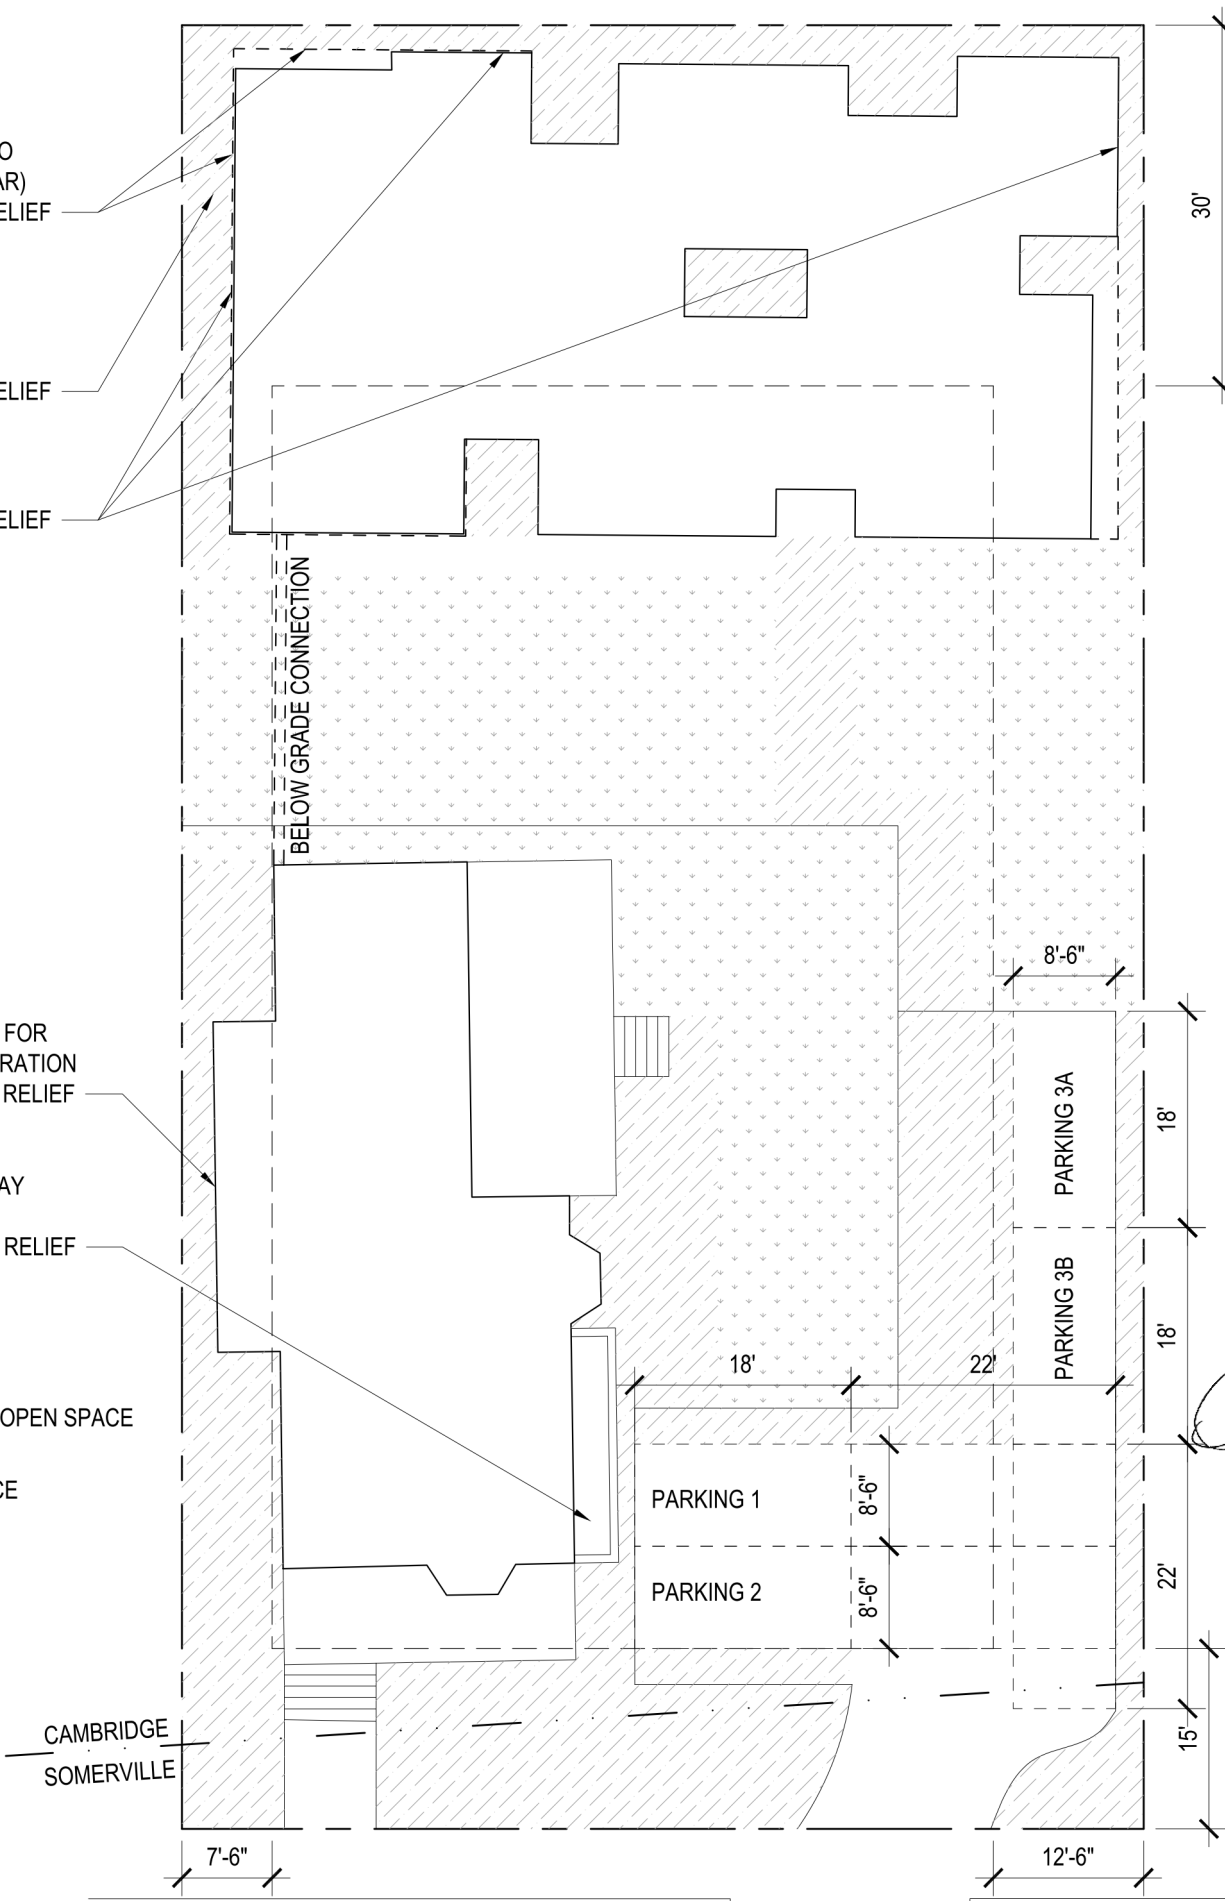 O
AR)
ELIEF
30'
ELIEF
ELIEF
BELOW GRADE CONNECTION
8'-6"
FOR
RATION
RELIEF
PARKING 3A
18'
AY
RELIEF
PARKING 3B
18'
18'
22'
OPEN SPACE
CE
PARKING 1
8'-6"
PARKING 2
8'-6"
22'
CAMBRIDGE
SOMERVILLE
15'
7'-6"
12'-6"